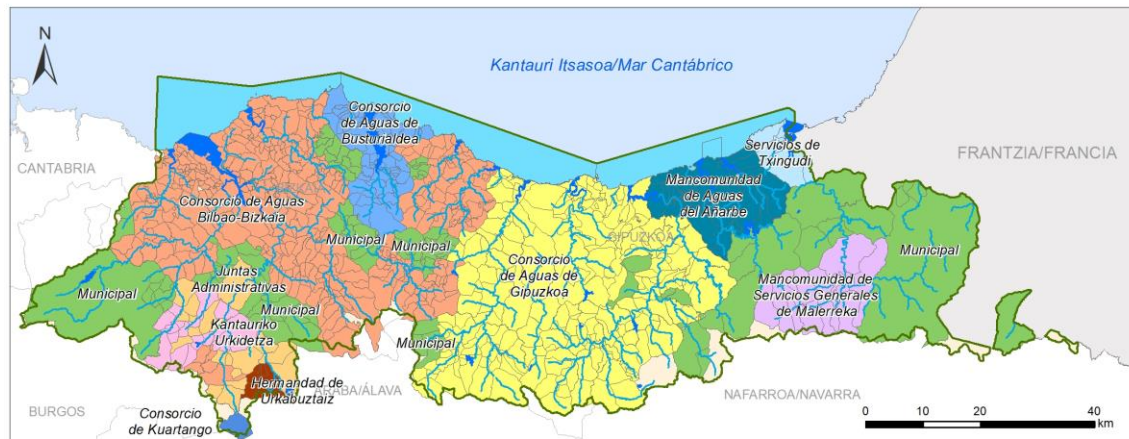 N
Kantauri Itsasoa/Mar Cantábrico
CANTABRIA
FRANTZIA/FRANCIA
Consorcio
de Aguas de
Busturialdea
Servicios de
Txingudi
Mancomunidad
de Aguas
del Añarbe
Consorcio de Aguas
Bilbao-Bizkaia
GIPUZKOA
Municipal
Municipal
Municipal
Consorcio
de Aguas de
Gipuzkoa
Mancomunidad de
Servicios Generales
de Malerreka
Juntas
Administrativas
Municipal
Municipal
Kantauriko
Urkidetza
Municipal
Hermandad de
Urkabuztaiz
ARABA/ÁLAVA
NAFARROA/NAVARRA
BURGOS
Consorcio
de Kuartango
0 10 20 40
km